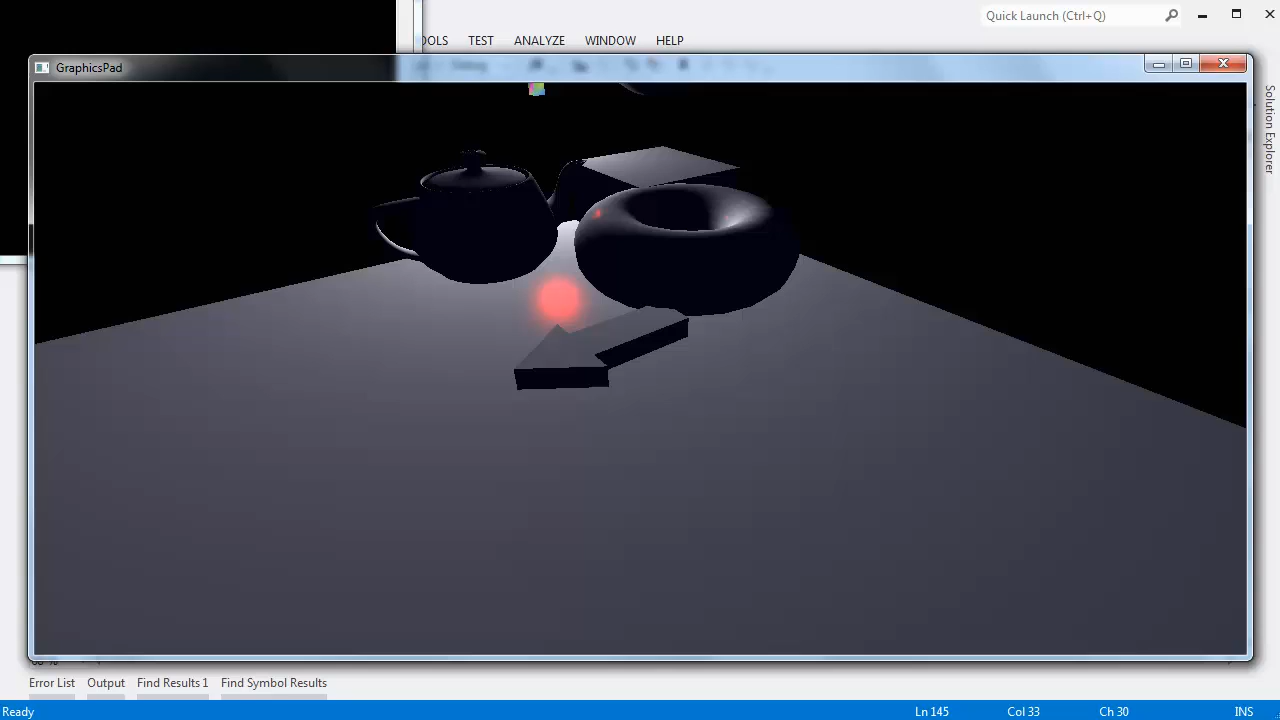 Quick Launch (Ctrl+Q)
OOLS TEST ANALYZE WINDOW HELP
GraphicsPad
Debug
Solution Explorer
Error List Output Find Results 1 Find Symbol Results
Ready Ln 145 Col 33 Ch 30 INS